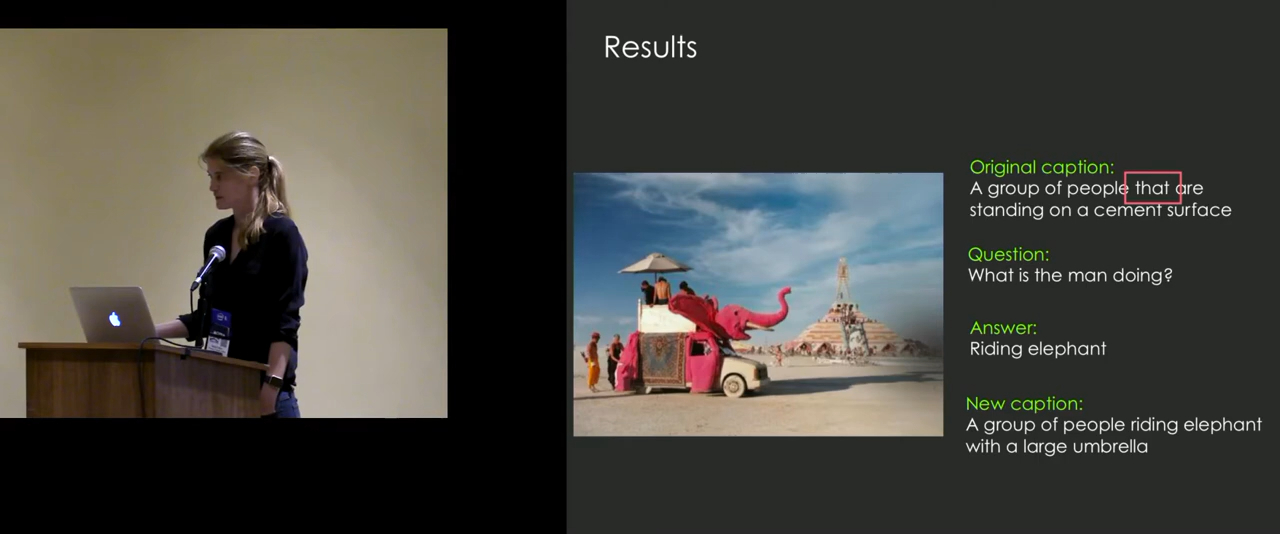 Results
Original caption:
A group of people that are
standing on a cement surface
Question:
What is the man doing?
Answer:
Riding elephant
New caption:
A group of people riding elephant
with a large umbrella